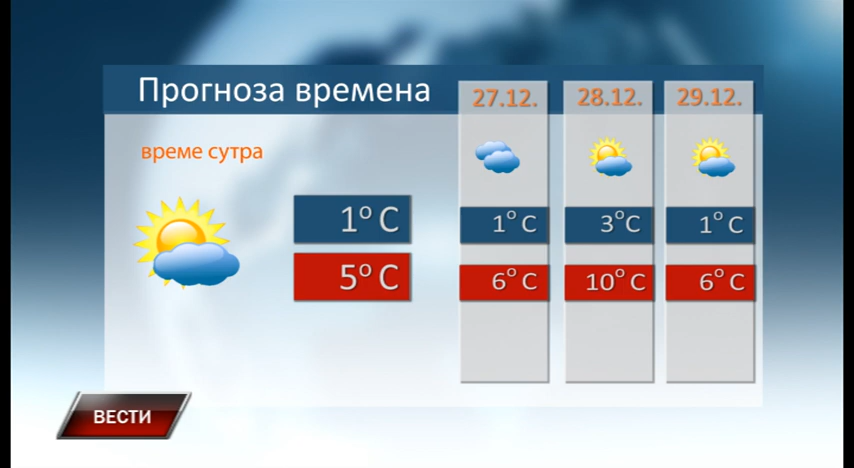 Прогноза времена
време сутра
1° C
5° C
27.12.
1° C
6° C
28.12.
3°C
10° C
29.12.
1° C
6° C
ВЕСТИ